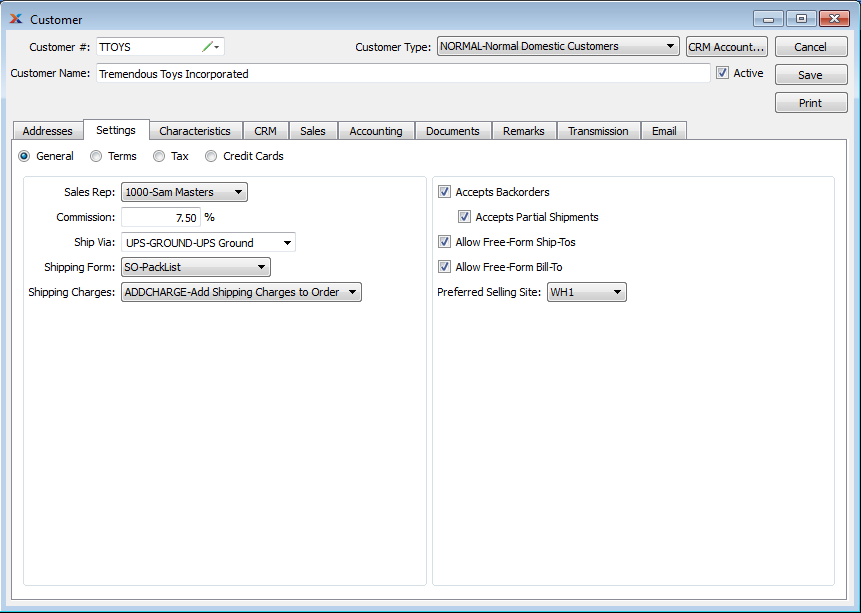 Customer
Customer #: TTOYS Customer Type: NORMAL-Normal Domestic Customers CRM Account... Cancel
Customer Name: Tremendous Toys Incorporated Active Save
Print
Addresses Settings Characteristics CRM Sales Accounting Documents Remarks Transmission Email
General Terms Tax Credit Cards
Sales Rep: 1000-Sam Masters
Commission: 7.50 %
Ship Via: UPS-GROUND-UPS Ground
Shipping Form: SO-PackList
Shipping Charges: ADDCHARGE-Add Shipping Charges to Order
Accepts Backorders
Accepts Partial Shipments
Allow Free-Form Ship-Tos
Allow Free-Form Bill-To
Preferred Selling Site: WH1